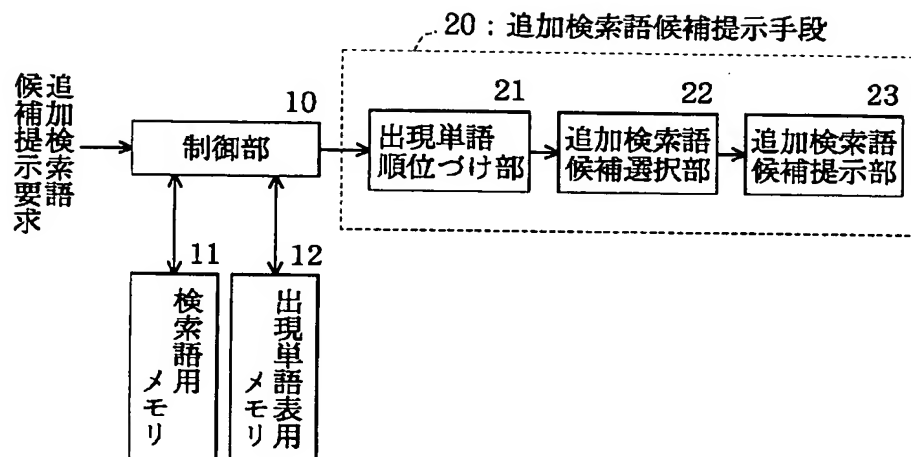 20：追加検索語候補提示手段
追加検索語
候補提示要求
10
制御部
21
出現単語
順位づけ部
22
追加検索語
候補選択部
23
追加検索語
候補提示部
11
検索語用
メモリ
12
出現単語表用
メモリ